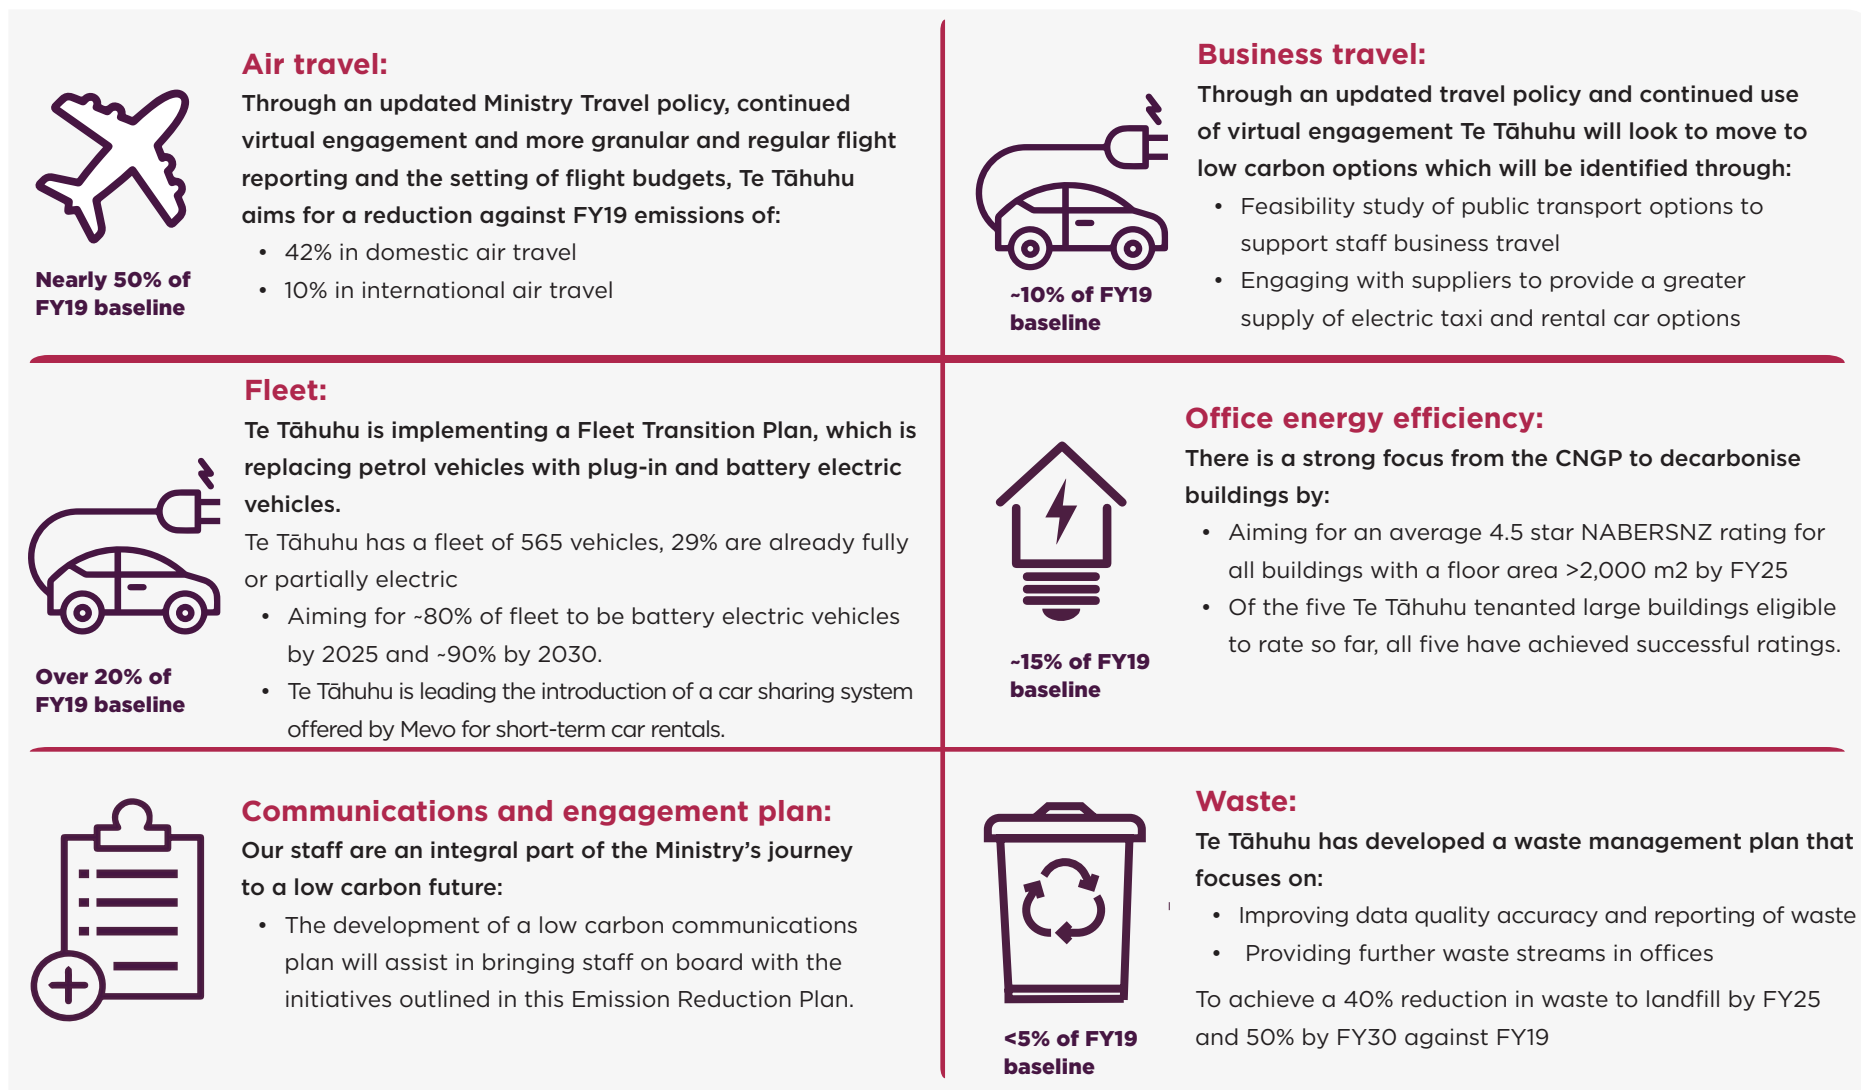 Air travel:
Through an updated Ministry Travel policy, continued
virtual engagement and more granular and regular flight
reporting and the setting of flight budgets, Te Tāhuhu
aims for a reduction against FY19 emissions of:
• 42% in domestic air travel
• 10% in international air travel
Nearly 50% of
FY19 baseline
Business travel:
Through an updated travel policy and continued use
of virtual engagement Te Tāhuhu will look to move to
low carbon options which will be identified through:
• Feasibility study of public transport options to
support staff business travel
• Engaging with suppliers to provide a greater
supply of electric taxi and rental car options
~10% of FY19
baseline
Fleet:
Te Tāhuhu is implementing a Fleet Transition Plan, which is
replacing petrol vehicles with plug-in and battery electric
vehicles.
Te Tāhuhu has a fleet of 565 vehicles, 29% are already fully
or partially electric
• Aiming for ~80% of fleet to be battery electric vehicles
by 2025 and ~90% by 2030.
• Te Tāhuhu is leading the introduction of a car sharing system
offered by Mevo for short-term car rentals.
Over 20% of
FY19 baseline
Office energy efficiency:
There is a strong focus from the CNGP to decarbonise
buildings by:
• Aiming for an average 4.5 star NABERSNZ rating for
all buildings with a floor area >2,000 m2 by FY25
• Of the five Te Tāhuhu tenanted large buildings eligible
to rate so far, all five have achieved successful ratings.
~15% of FY19
baseline
Communications and engagement plan:
Our staff are an integral part of the Ministry's journey
to a low carbon future:
• The development of a low carbon communications
plan will assist in bringing staff on board with the
initiatives outlined in this Emission Reduction Plan.
Waste:
Te Tāhuhu has developed a waste management plan that
focuses on:
• Improving data quality accuracy and reporting of waste
• Providing further waste streams in offices
To achieve a 40% reduction in waste to landfill by FY25
and 50% by FY30 against FY19
<5% of FY19
baseline